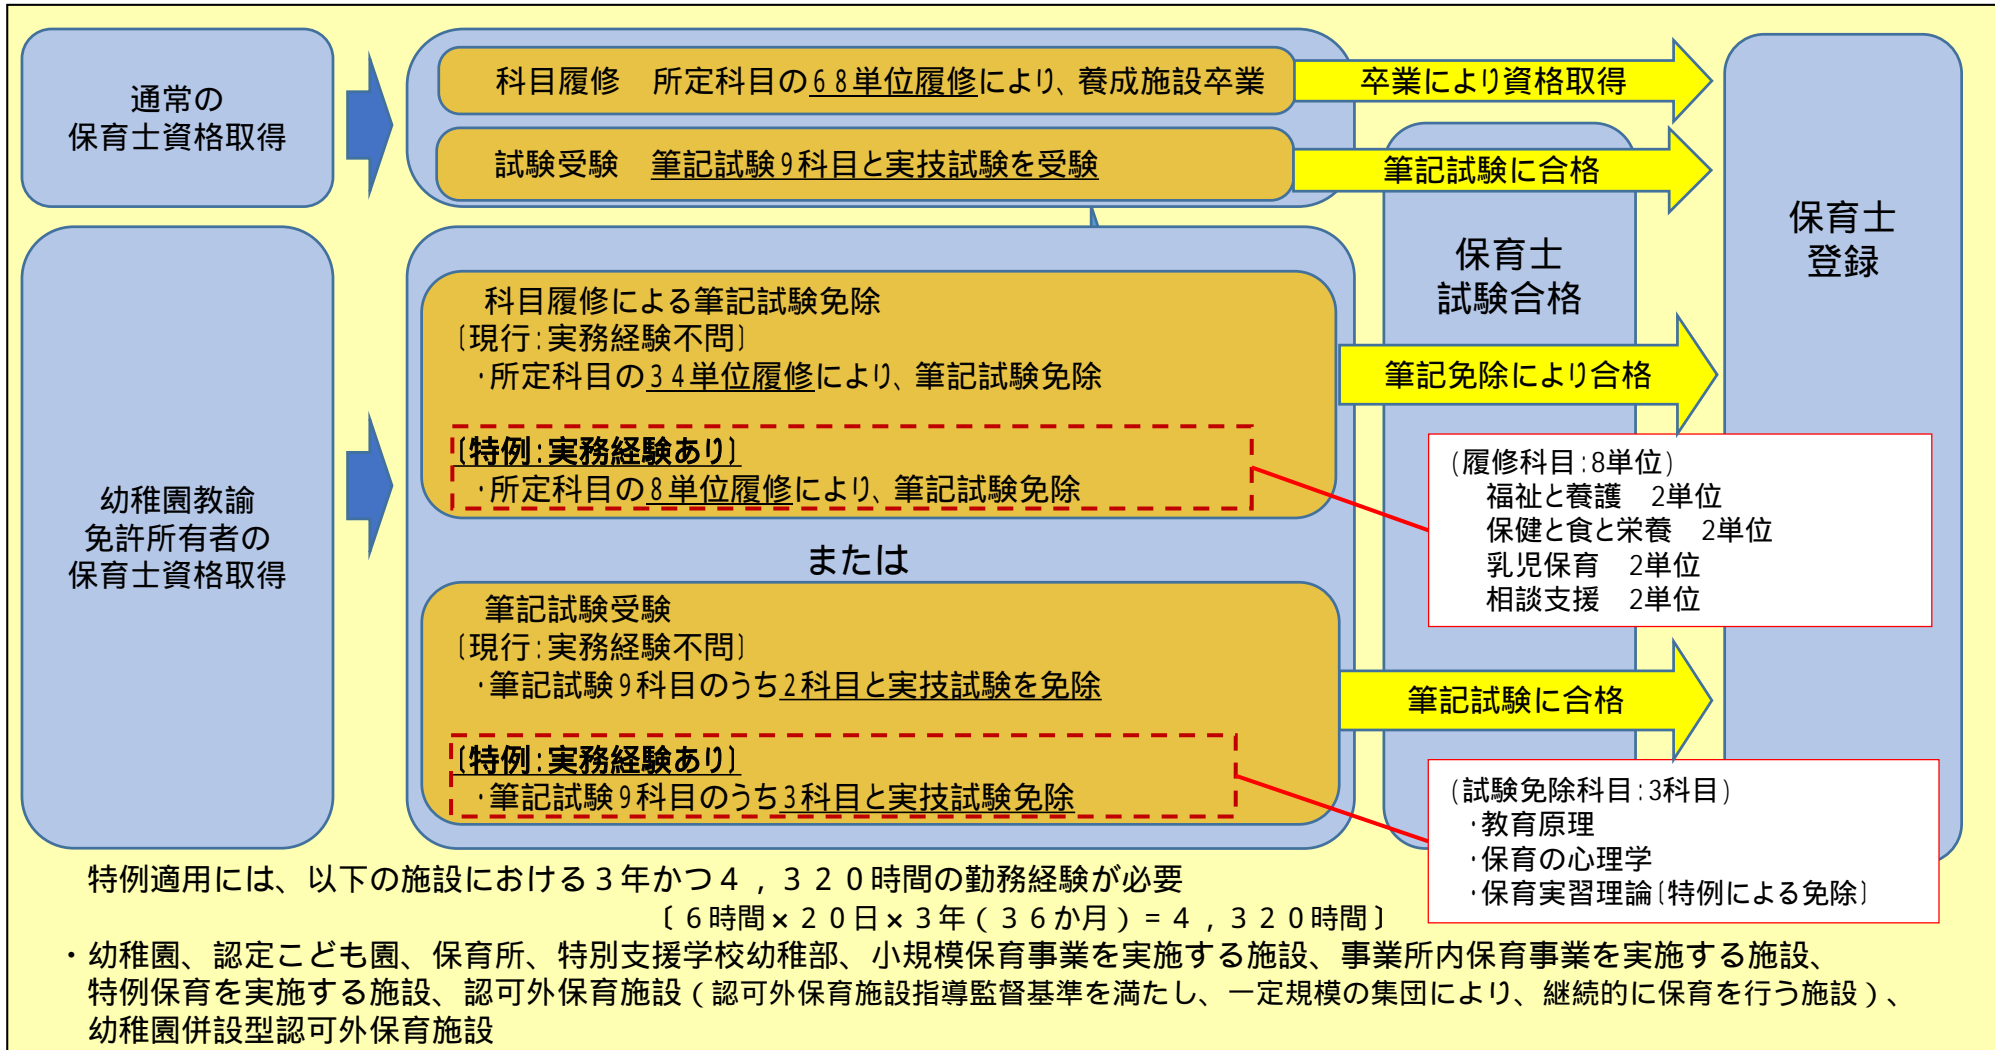 通常の
保育士資格取得
科目履修　所定科目の68単位履修により、養成施設卒業
卒業により資格取得
試験受験　筆記試験9科目と実技試験を受験
筆記試験に合格
保育士
試験合格
保育士
登録
幼稚園教諭
免許所有者の
保育士資格取得
科目履修による筆記試験免除
〔現行:実務経験不問〕
・所定科目の34単位履修により、筆記試験免除
〔特例:実務経験あり〕
・所定科目の8単位履修により、筆記試験免除
筆記免除により合格
(履修科目:8単位)
福祉と養護　2単位
保健と食と栄養　2単位
乳児保育　2単位
相談支援　2単位
または
筆記試験受験
〔現行:実務経験不問〕
・筆記試験9科目のうち2科目と実技試験を免除
〔特例:実務経験あり〕
・筆記試験9科目のうち3科目と実技試験免除
筆記試験に合格
(試験免除科目:3科目)
・教育原理
・保育の心理学
・保育実習理論〔特例による免除〕
特例適用には、以下の施設における３年かつ４，３２０時間の勤務経験が必要
〔６時間×２０日×３年（３６か月）=４，３２０時間〕
・幼稚園、認定こども園、保育所、特別支援学校幼稚部、小規模保育事業を実施する施設、事業所内保育事業を実施する施設、
特例保育を実施する施設、認可外保育施設（認可外保育施設指導監督基準を満たし、一定規模の集団により、継続的に保育を行う施設）、
幼稚園併設型認可外保育施設